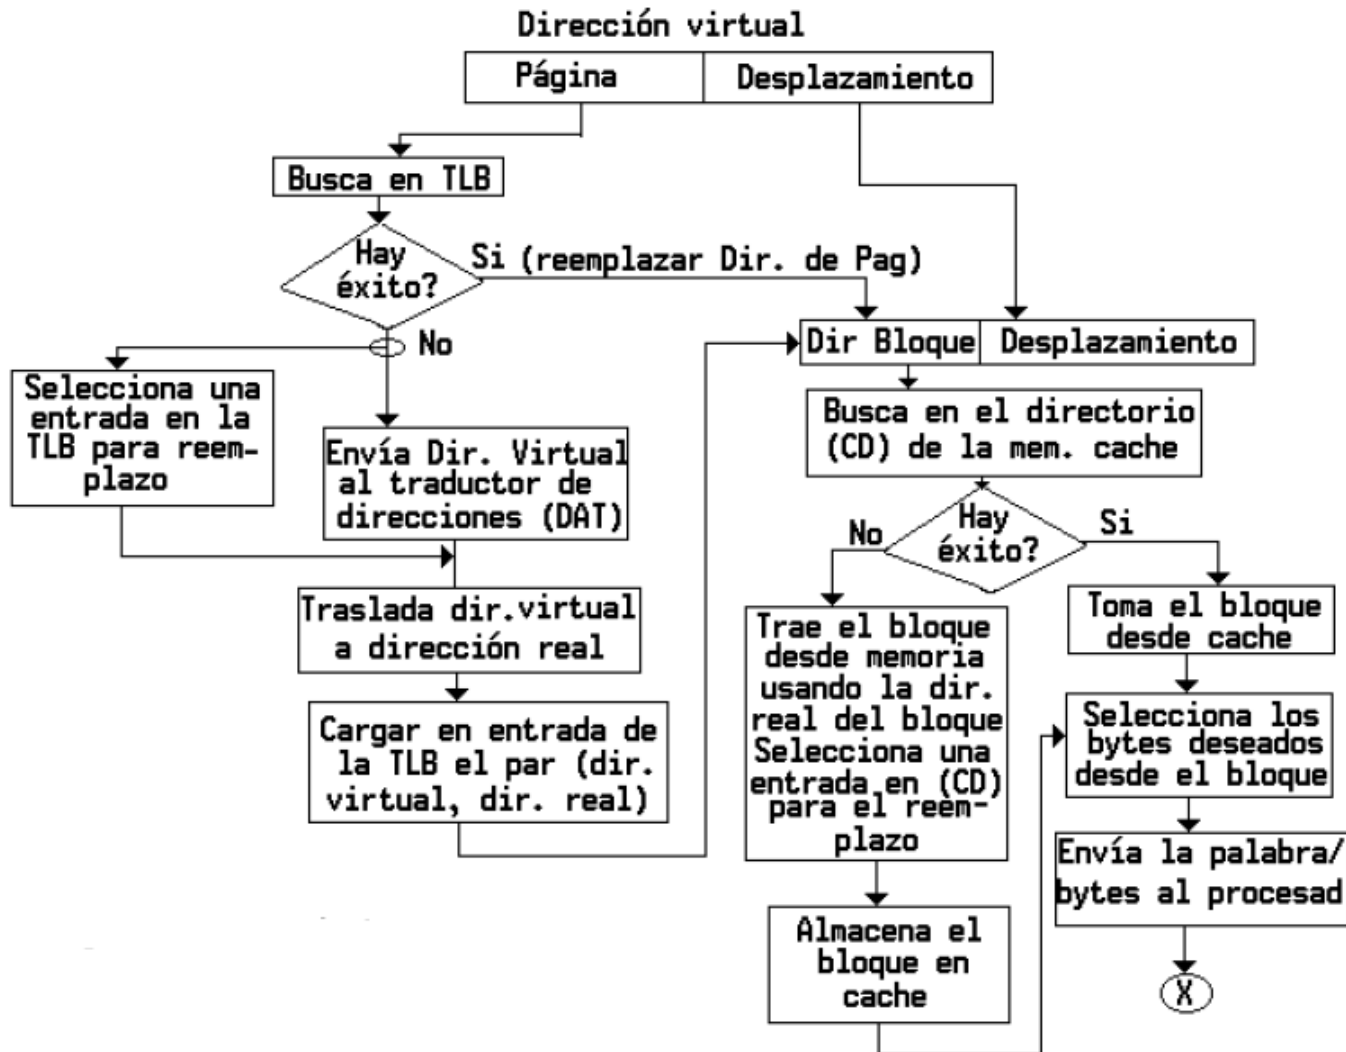 Dirección virtual
Página
Desplazamiento
Busca en TLB
Hay
éxito?
Si (reemplazar Dir. de Pag)
No
Dir Bloque
Desplazamiento
Selecciona una
entrada en la
TLB para reem-
plazo
Envía Dir. Virtual
al traductor de
direcciones (DAT)
Busca en el directorio
(CD) de la mem. cache
Hay
éxito?
No
Si
Traslada dir.virtual
a dirección real
Toma el bloque
desde cache
Trae el bloque
desde memoria
usando la dir.
real del bloque
Selecciona una
entrada en (CD)
para el reem-
plazo
Cargar en entrada de
la TLB el par (dir.
virtual, dir. real)
Selecciona los
bytes deseados
desde el bloque
Envía la palabra/
bytes al procesad
Almacena el
bloque en
cache
X